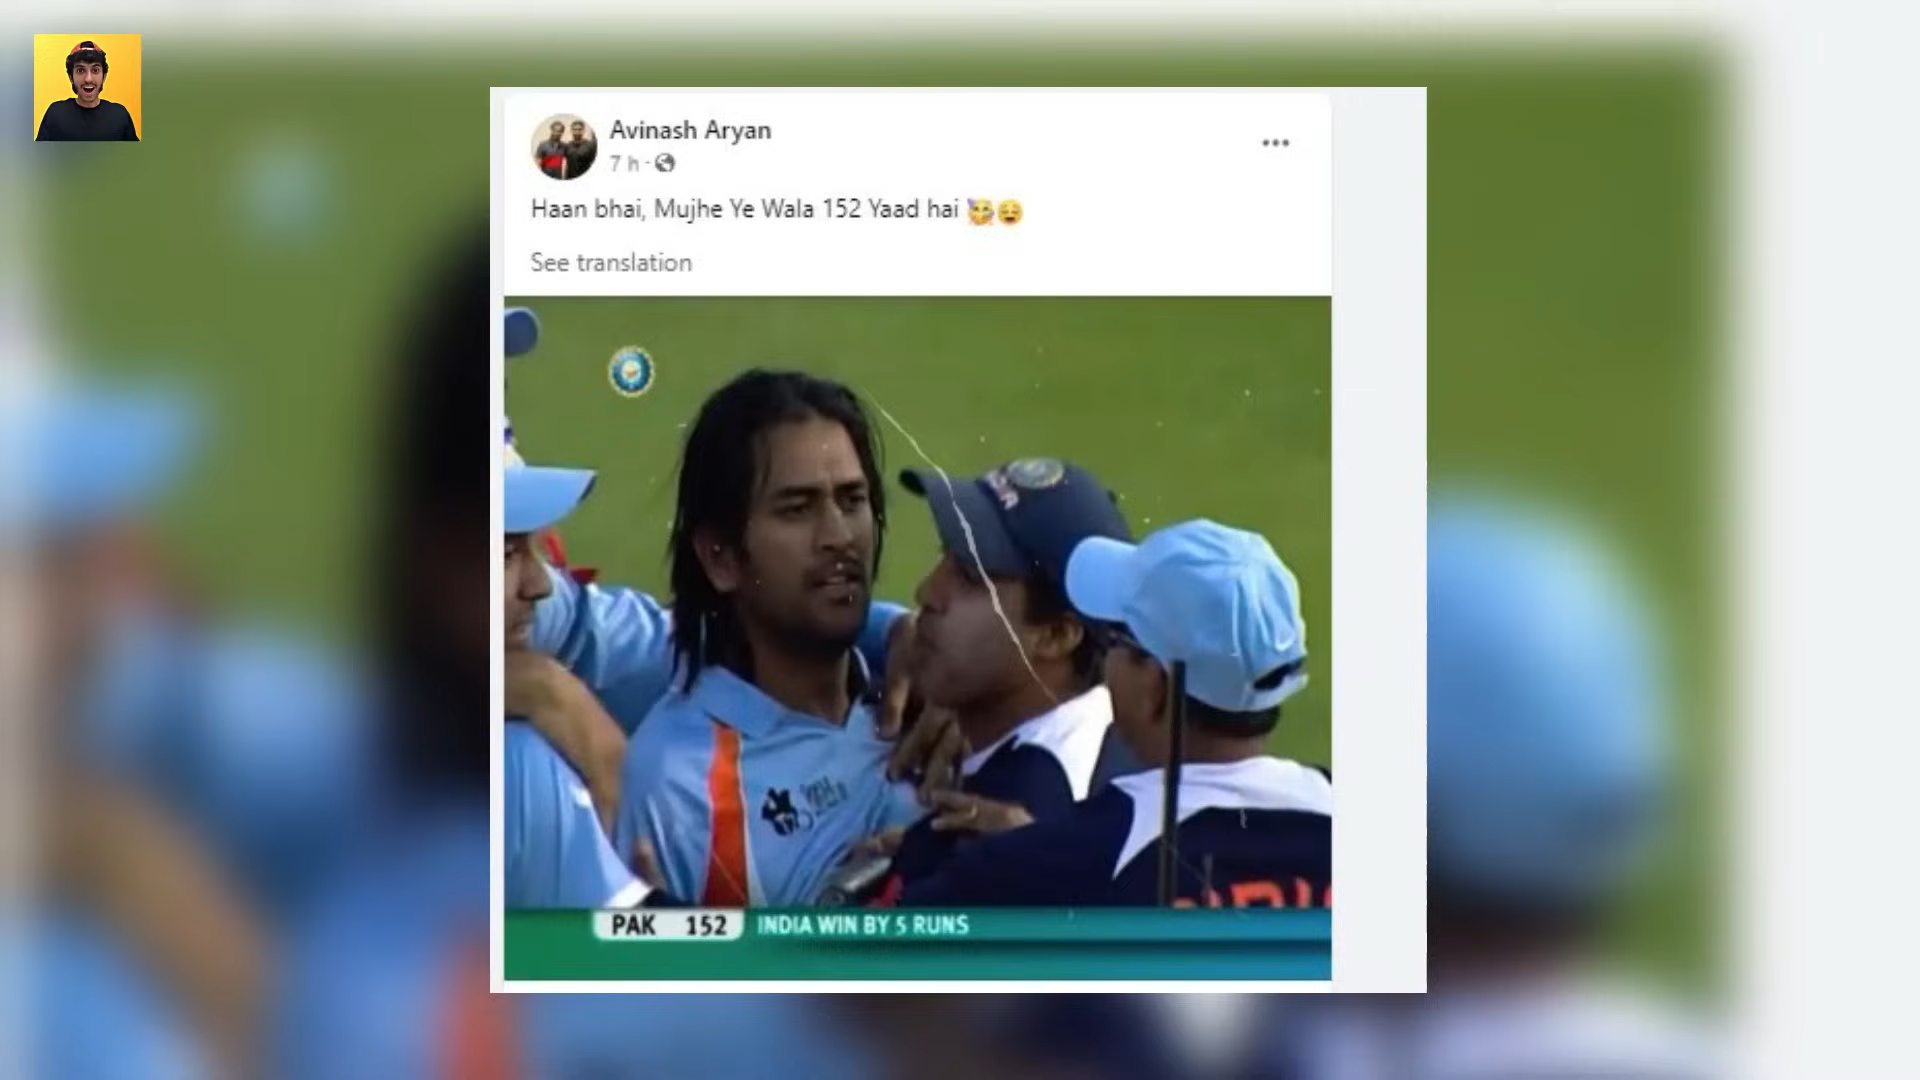 Avinash Aryan
7 h ·
Haan bhai, Mujhe Ye Wala 152 Yaad hai 🥳🥲
See translation
PAK 152 INDIA WIN BY 5 RUNS